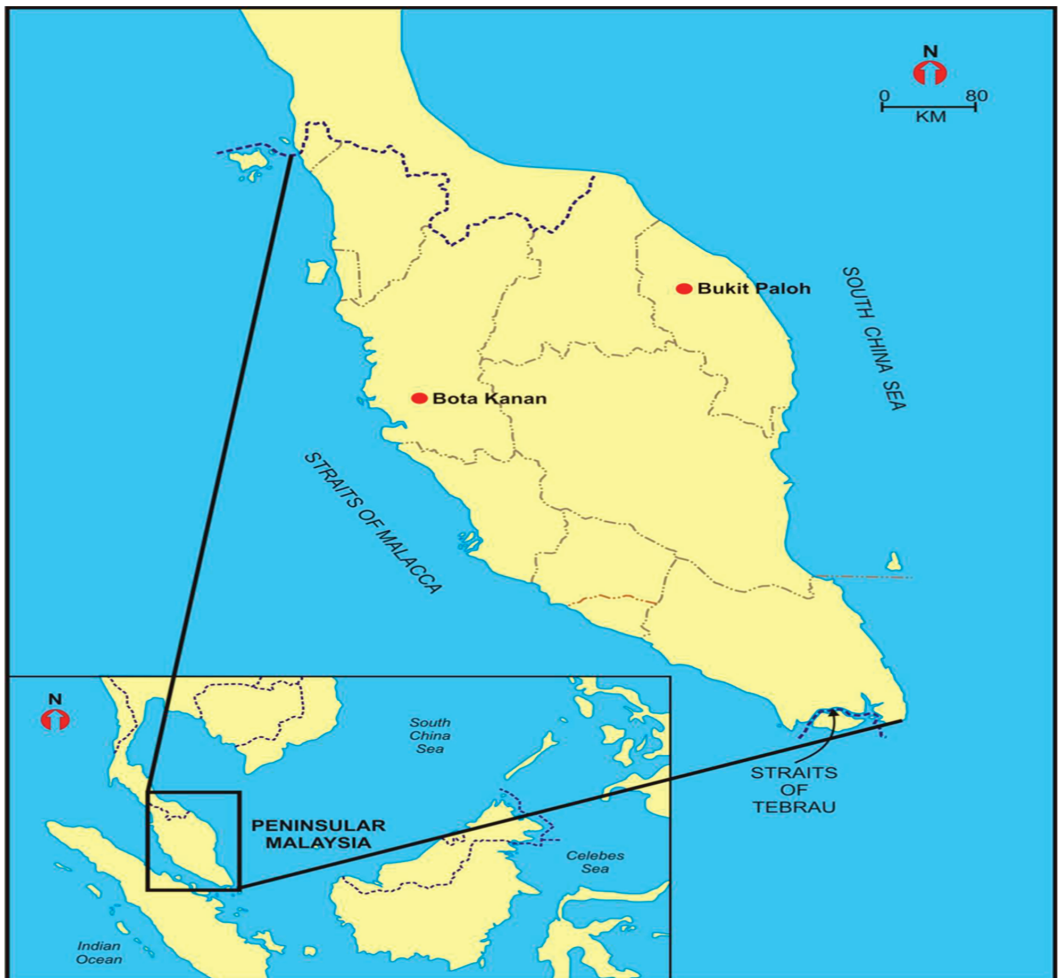 N
0 80
KM
Bukit Paloh
SOUTH CHINA SEA
Bota Kanan
STRAITS OF MALACCA
STRAITS
OF
TEBRAU
N
South
China
Sea
PENINSULAR
MALAYSIA
Celebes
Sea
Indian
Ocean